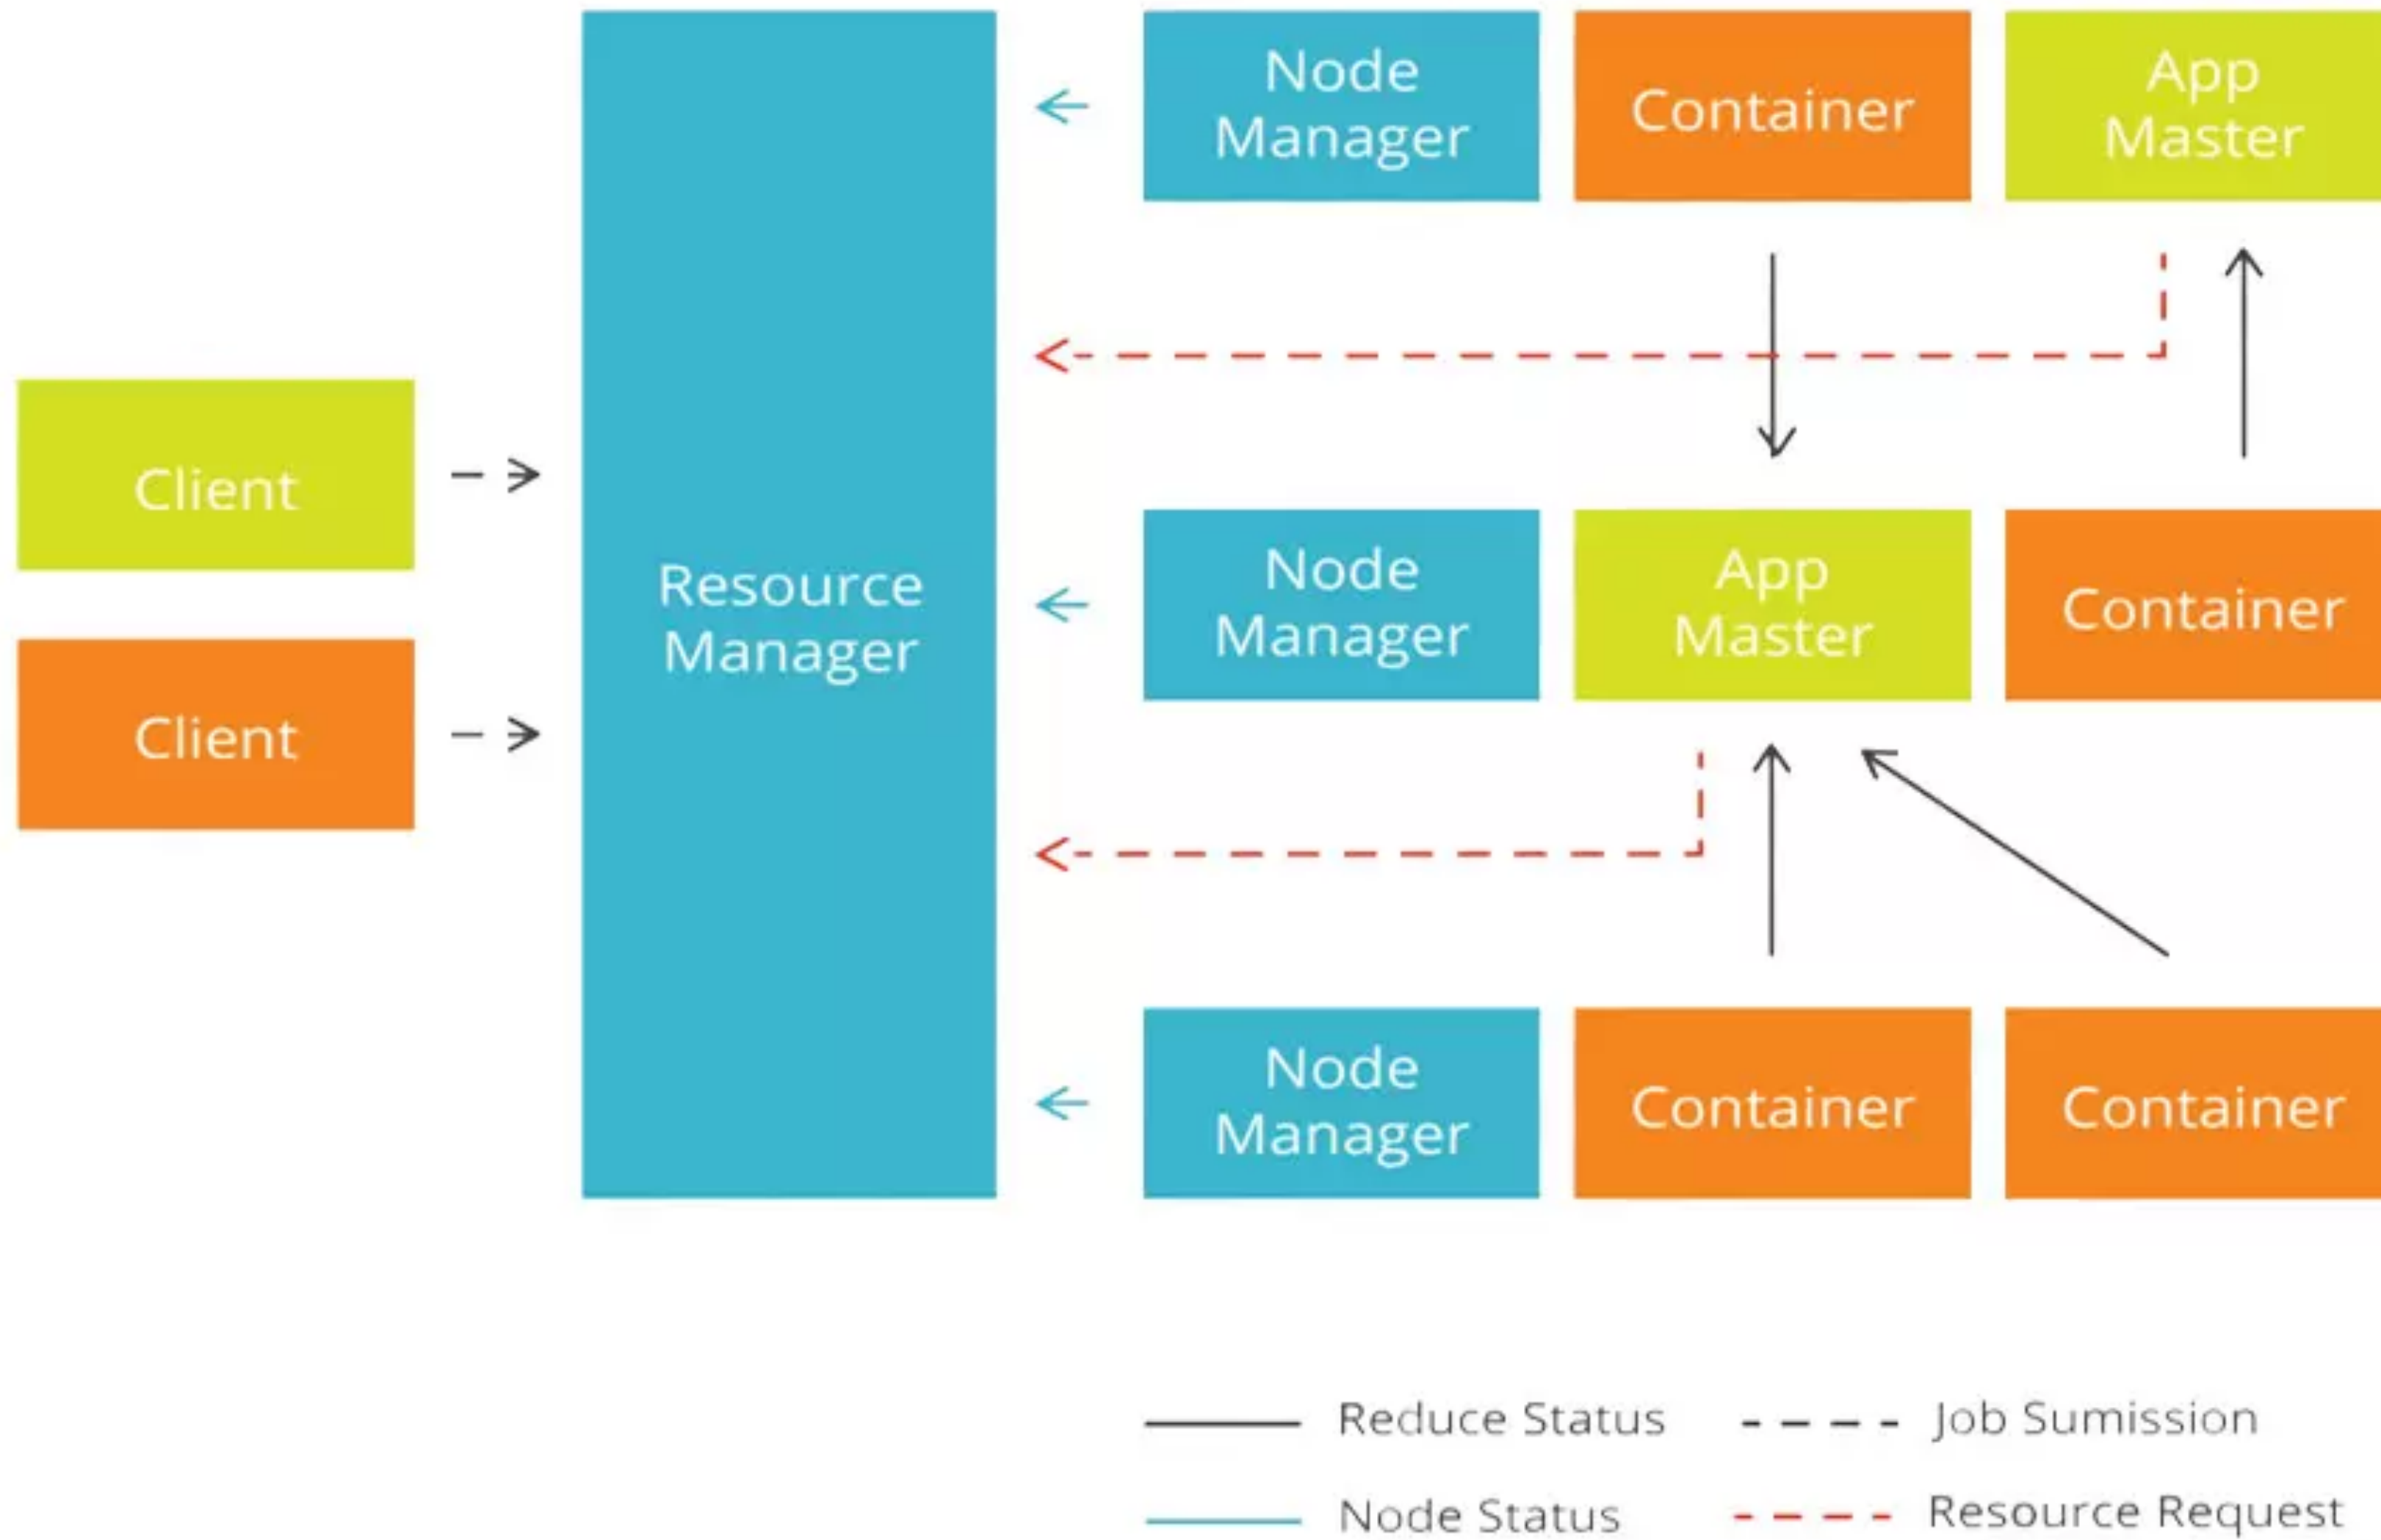 Node
Manager
Container
App
Master
Client
Client
Resource
Manager
Node
Manager
App
Master
Container
Node
Manager
Container
Container
Reduce Status
Job Sumission
Node Status
Resource Request